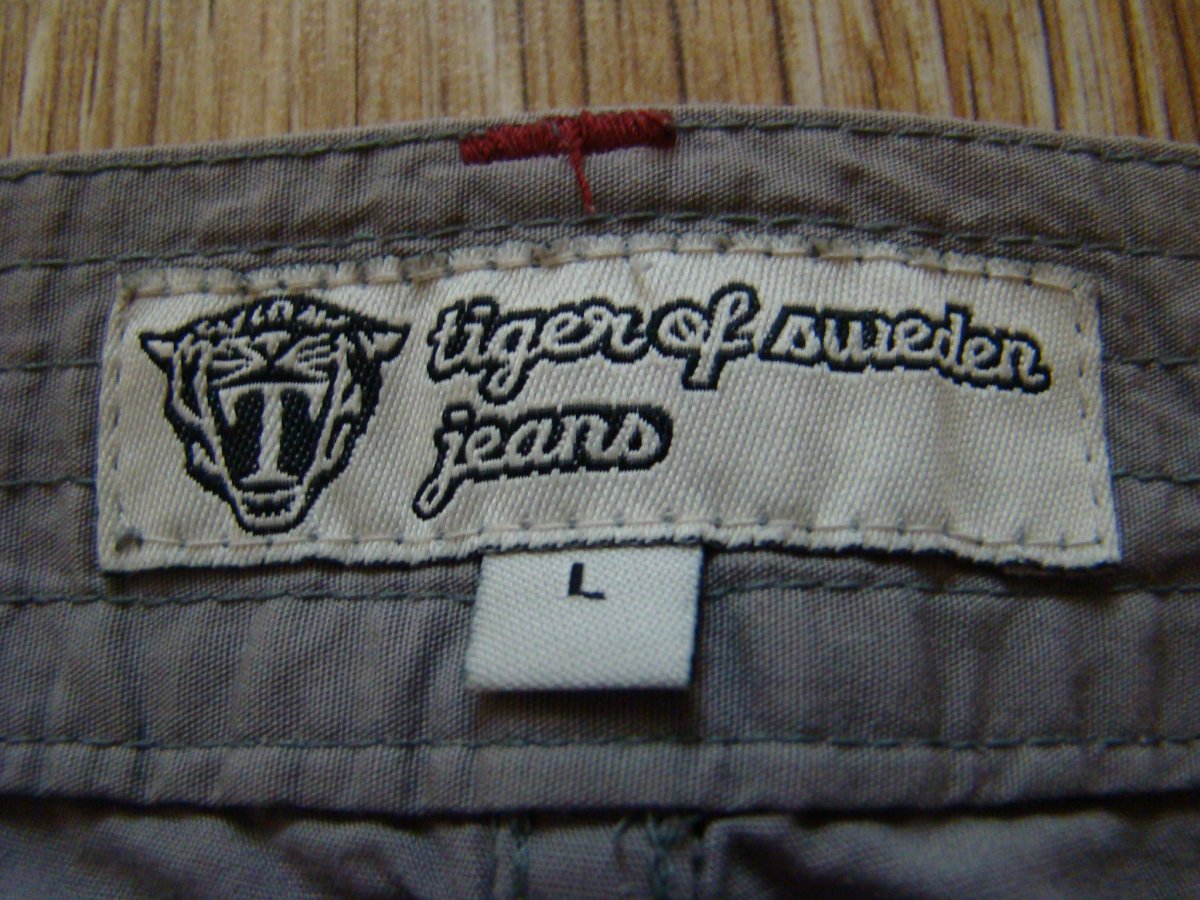 tiger of sweden
jeans
T
L